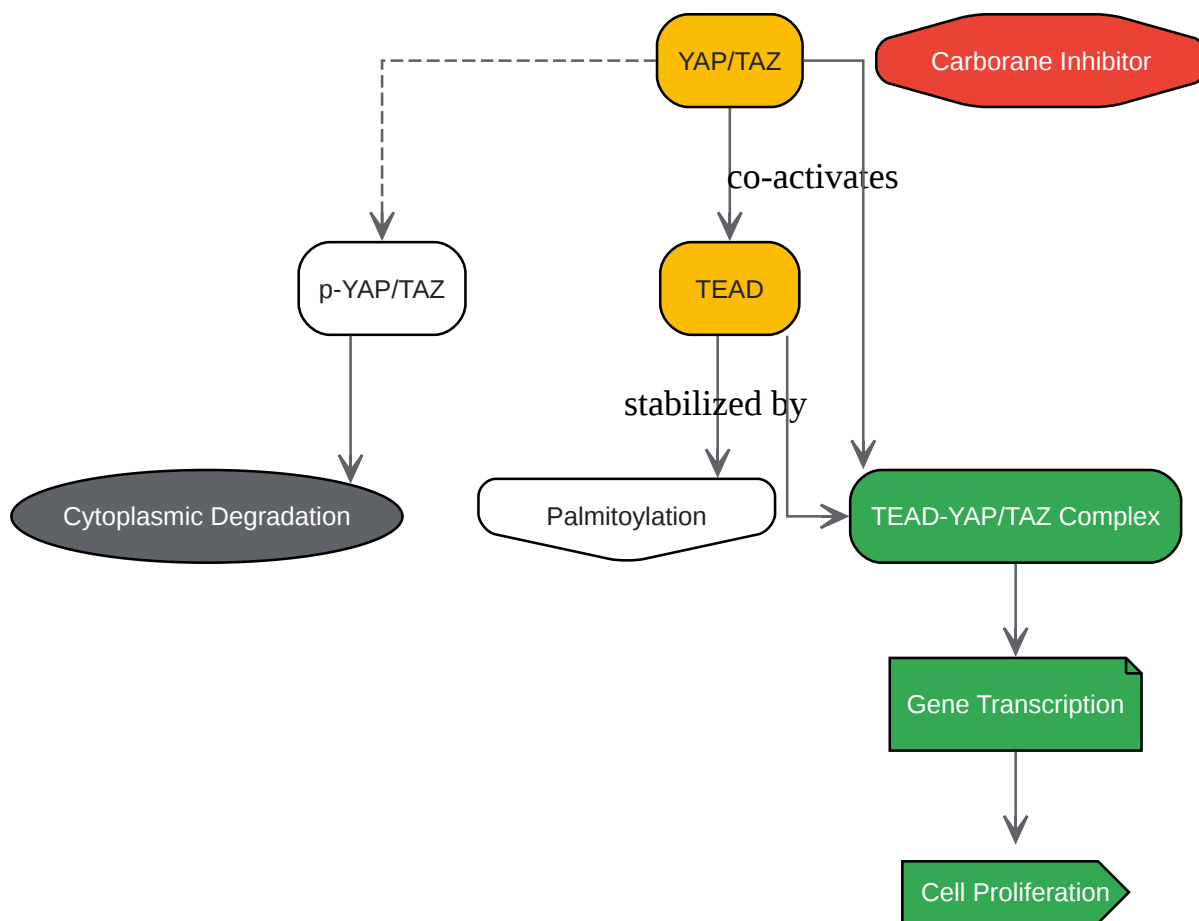 YAP/TAZ
Carborane Inhibitor
co-activates
p-YAP/TAZ
TEAD
stabilized by
Cytoplasmic Degradation
Palmitoylation
TEAD-YAP/TAZ Complex
Gene Transcription
Cell Proliferation